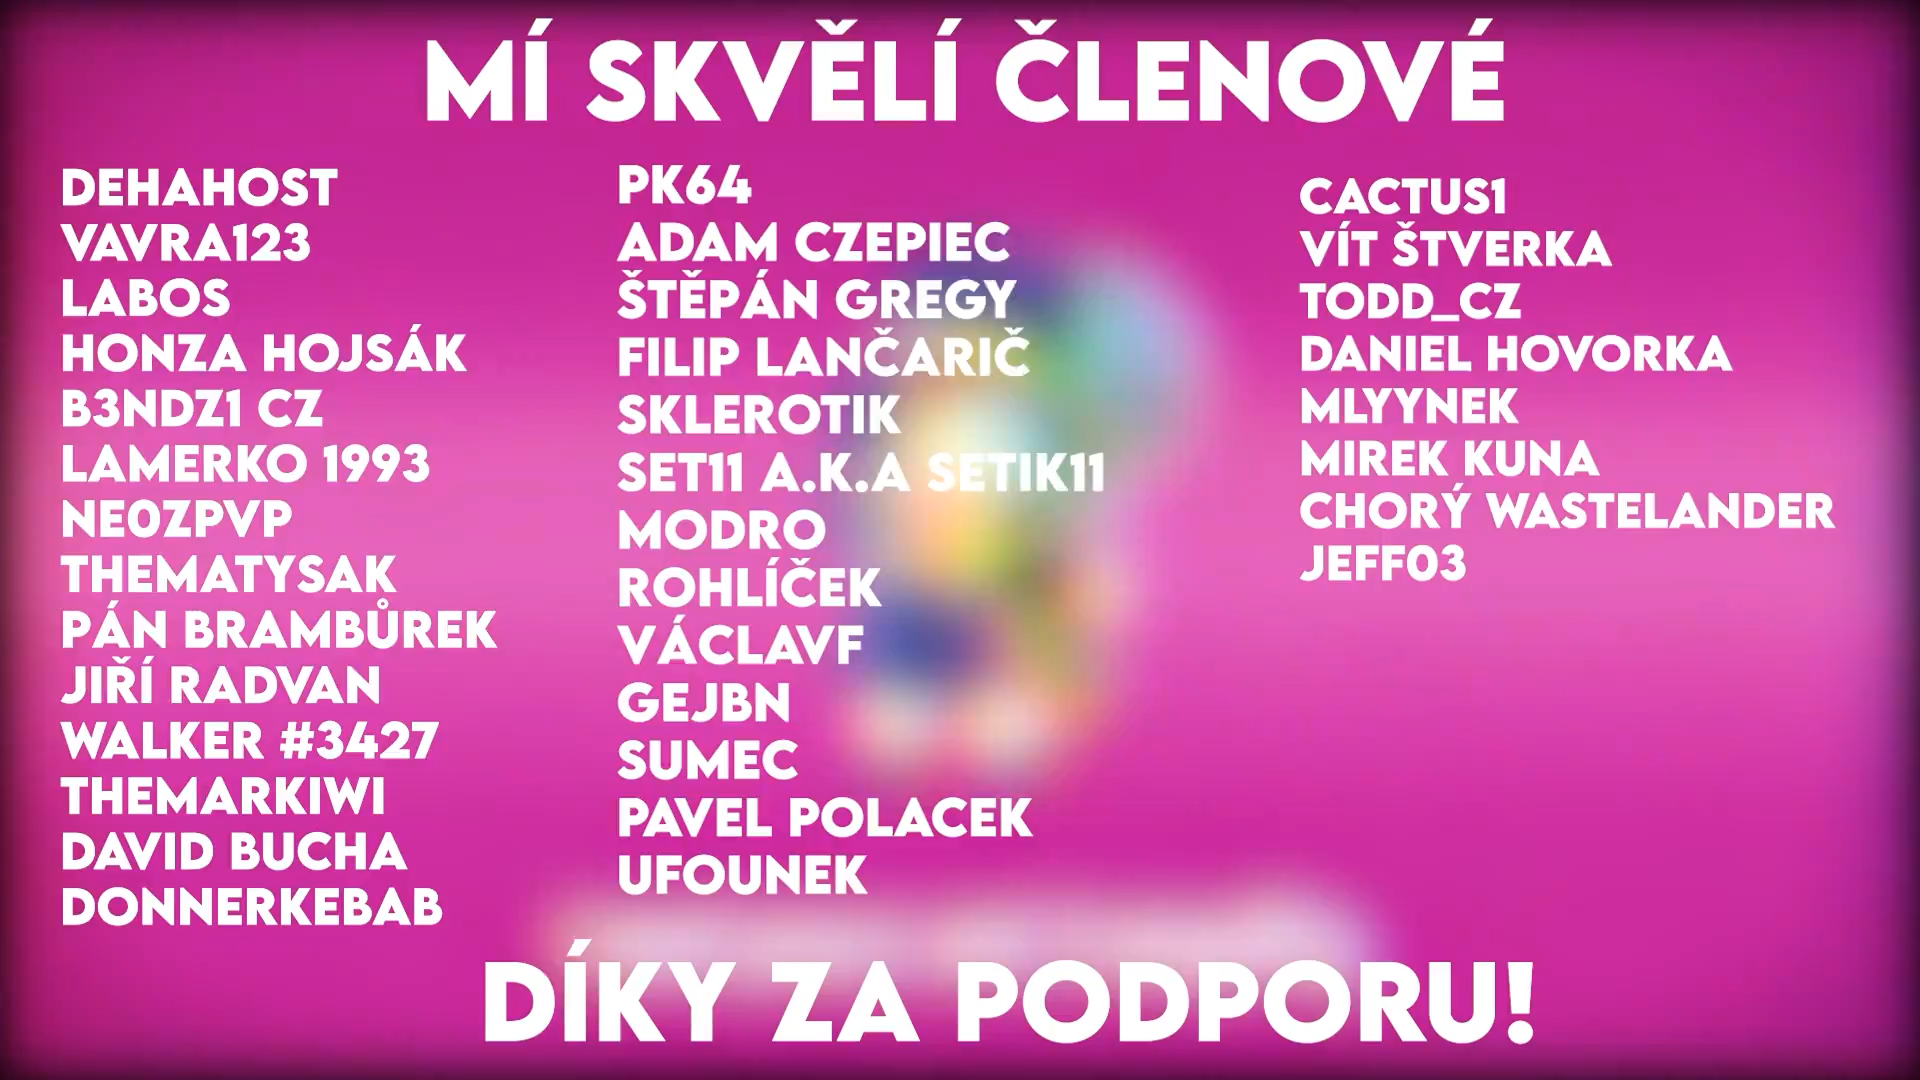 MÍ SKVĚLÍ ČLENOVÉ
DEHAHOST
VAVRA123
LABOS
HONZA HOJSÁK
B3NDZ1 CZ
LAMERKO 1993
NE0ZPVP
THEMATYSAK
PÁN BRAMBŮREK
JIŘÍ RADVAN
WALKER #3427
THEMARKIWI
DAVID BUCHA
DONNERKEBAB
PK64
ADAM CZEPIEC
ŠTĚPÁN GREGY
FILIP LANČARIČ
SKLEROTIK
SET11 A.K.A SETIK11
MODRO
ROHLÍČEK
VÁCLAVF
GEJBN
SUMEC
PAVEL POLACEK
UFOUNEK
CACTUS1
VÍT ŠTVERKA
TODD_CZ
DANIEL HOVORKA
MLYYNEK
MIREK KUNA
CHORÝ WASTELANDER
JEFF03
DÍKY ZA PODPORU!